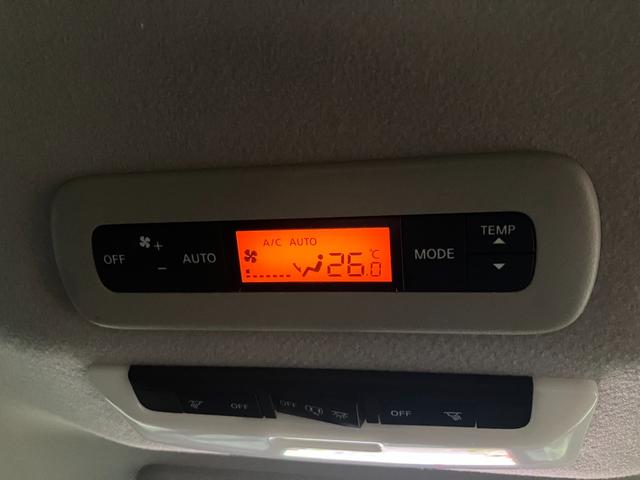 TEMP
OFF + − AUTO
A/C AUTO
26.0 °C
MODE
OFF OFF OFF